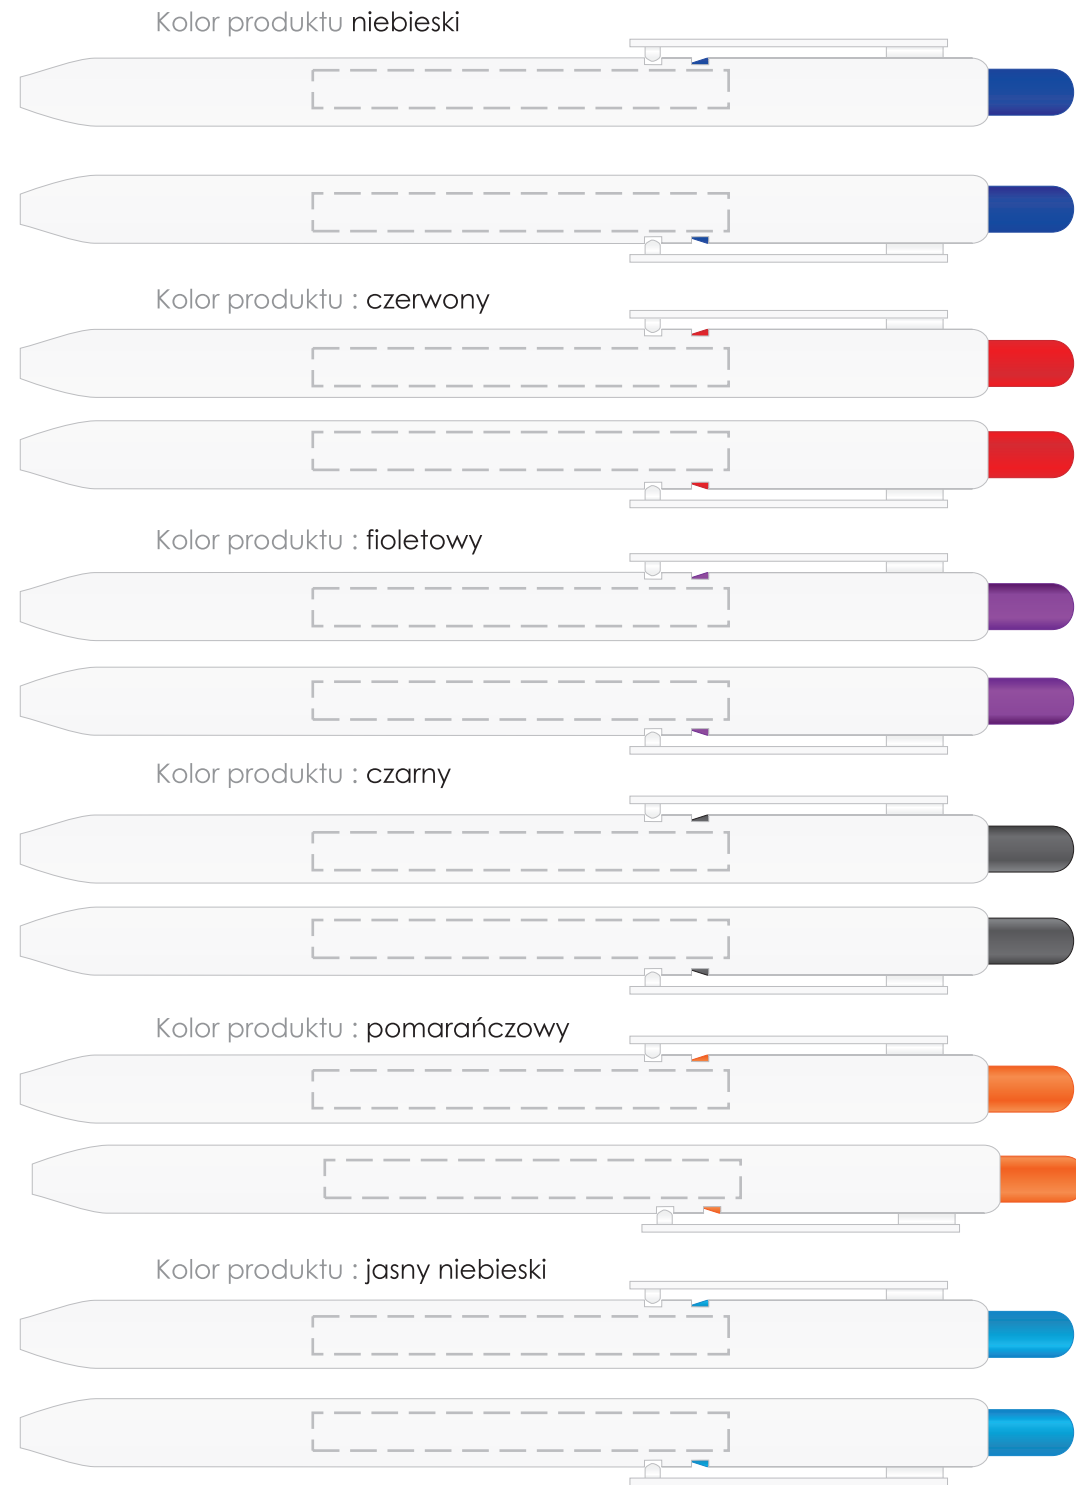 Kolor produktu niebieski
Kolor produktu : czerwony
Kolor produktu : fioletowy
Kolor produktu : czarny
Kolor produktu : pomarańczowy
Kolor produktu : jasny niebieski